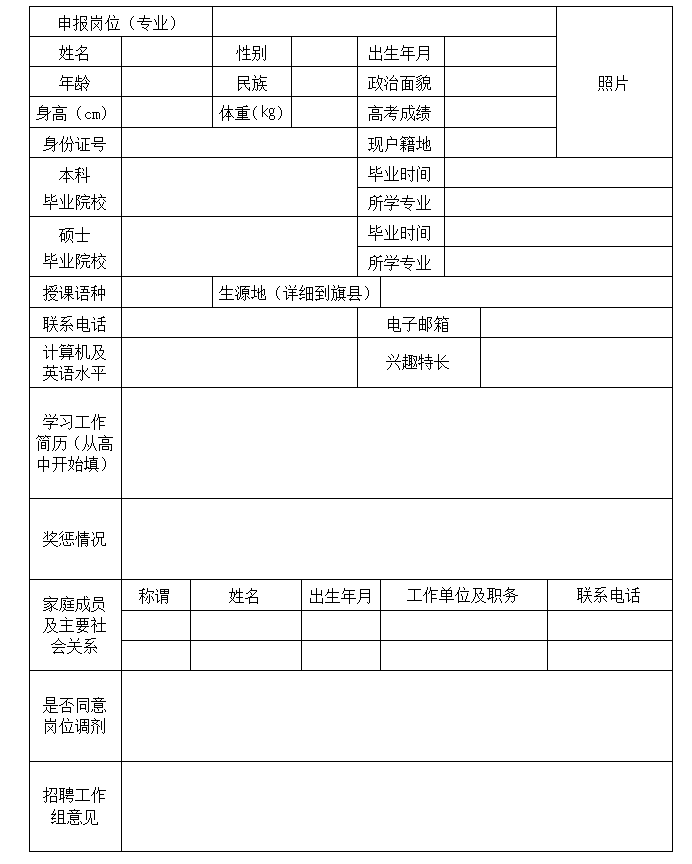 申报岗位（专业）
照片
姓名 性别 出生年月
年龄 民族 政治面貌
身高（cm） 体重(kg) 高考成绩
身份证号 现户籍地
本科
毕业院校
毕业时间
所学专业
硕士
毕业院校
毕业时间
所学专业
授课语种 生源地（详细到旗县）
联系电话 电子邮箱
计算机及
英语水平
兴趣特长
学习工作
简历（从高
中开始填）
奖惩情况
家庭成员
及主要社
会关系
称谓 姓名 出生年月 工作单位及职务 联系电话
是否同意
岗位调剂
招聘工作
组意见